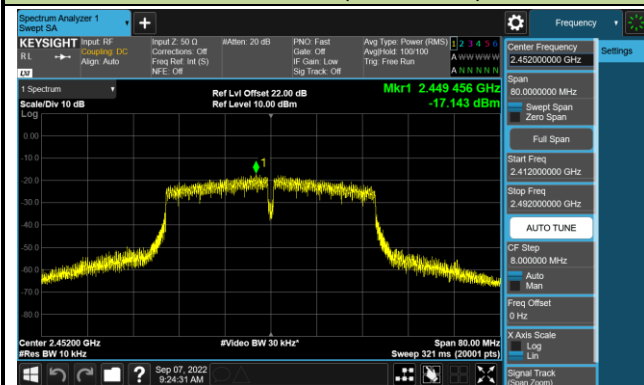 Spectrum Analyzer 1
Swept SA
Frequency
KEYSIGHT
Input: RF
Coupling: DC
Align: Auto
Input Z: 50 Ω
Corrections: Off
Freq Ref: Int (S)
NFE: Off
#Atten: 20 dB
PNO: Fast
Gate: Off
IF Gain: Low
Sig Track: Off
Avg Type: Power (RMS)
Avg|Hold: 100/100
Trig: Free Run
1 2 3 4 5 6
A W W W W W
A N N N N N
R L
LXI
1 Spectrum
Scale/Div 10 dB
Log
Ref Lvl Offset 22.00 dB
Ref Level 10.00 dBm
Mkr1 2.449 456 GHz
-17.143 dBm
1
0.00
-10.0
-20.0
-30.0
-40.0
-50.0
-60.0
-70.0
-80.0
Center 2.45200 GHz
#Res BW 10 kHz
#Video BW 30 kHz*
Span 80.00 MHz
Sweep 321 ms (20001 pts)
Sep 07, 2022
9:24:31 AM
Center Frequency
2.452000000 GHz
Settings
Span
80.0000000 MHz
Swept Span
Zero Span
Full Span
Start Freq
2.412000000 GHz
Stop Freq
2.492000000 GHz
AUTO TUNE
CF Step
8.000000 MHz
Auto
Man
Freq Offset
0 Hz
X Axis Scale
Log
Lin
Signal Track
(Span Zoom)